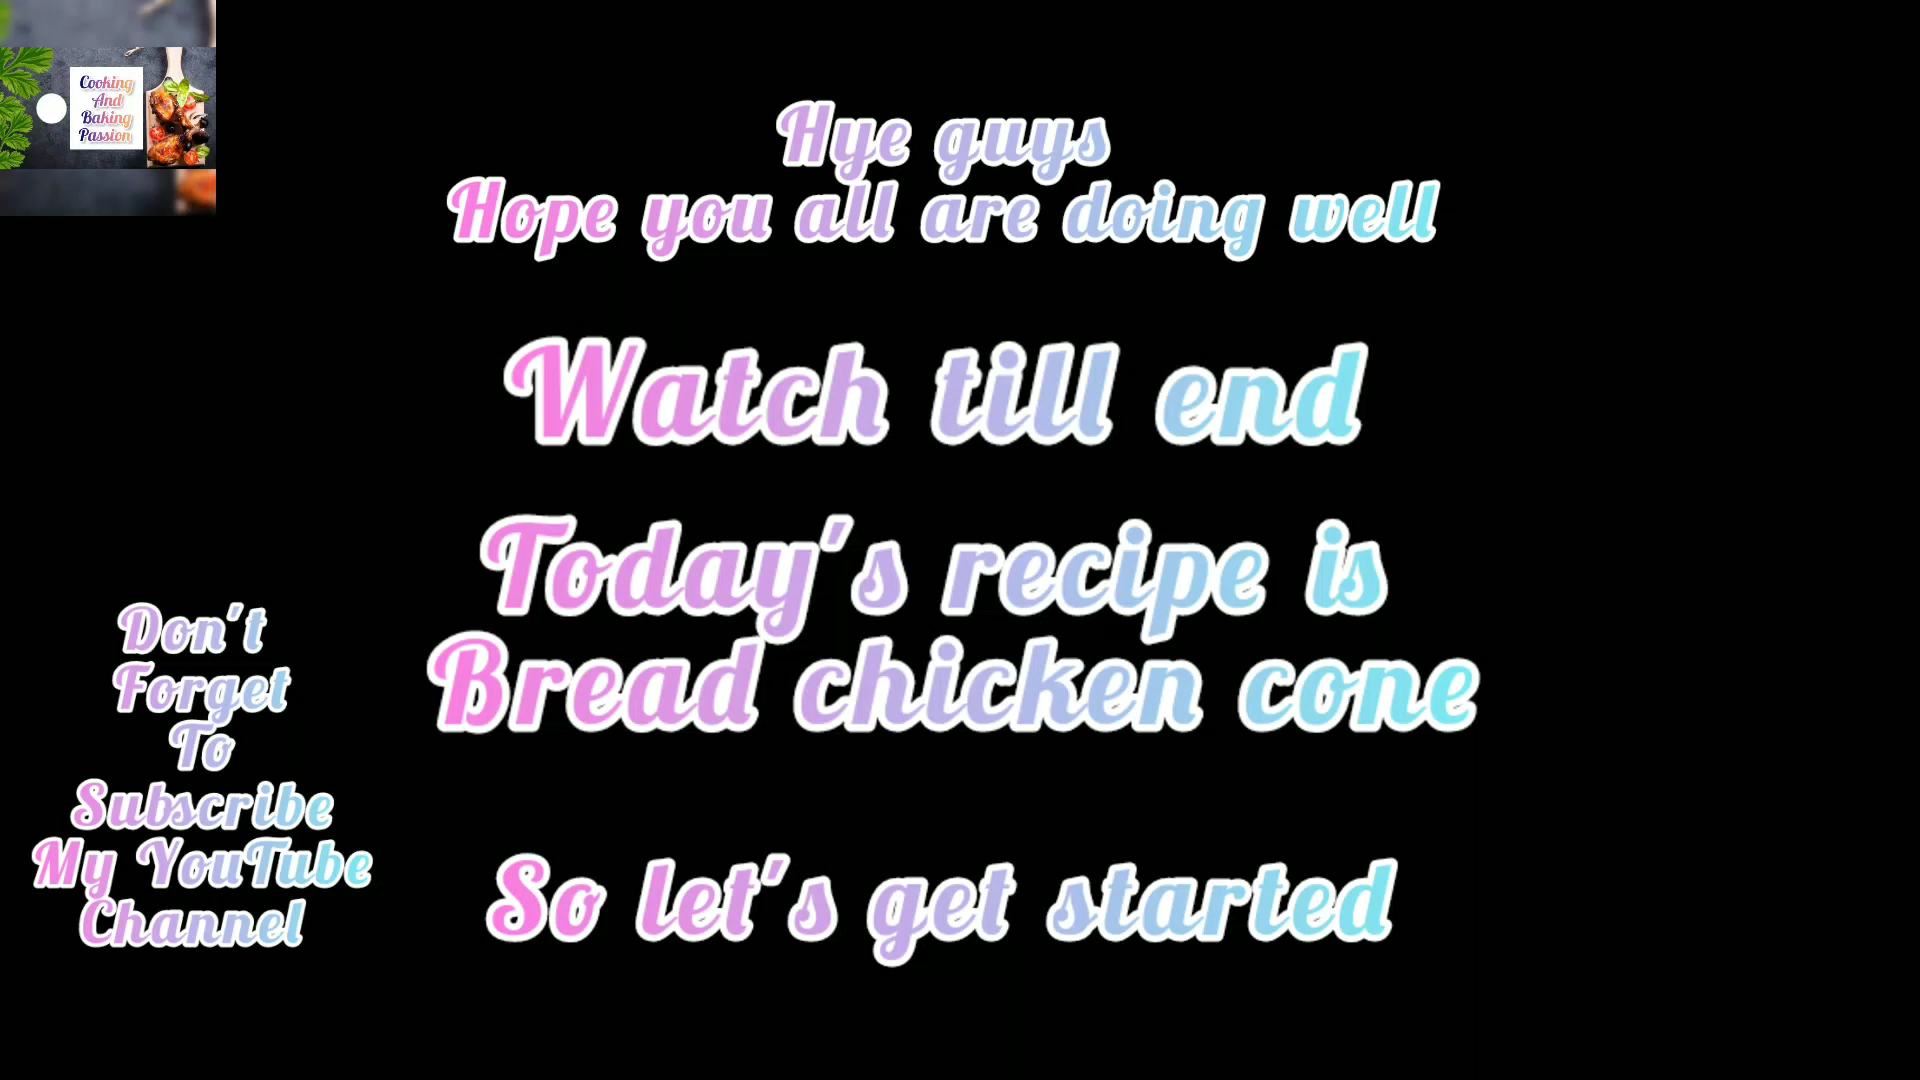 Cooking
And
Baking
Passion
Hye guys
Hope you all are doing well
Watch till end
Today's recipe is
Bread chicken cone
So let's get started
Don't
Forget
To
Subscribe
My YouTube
Channel